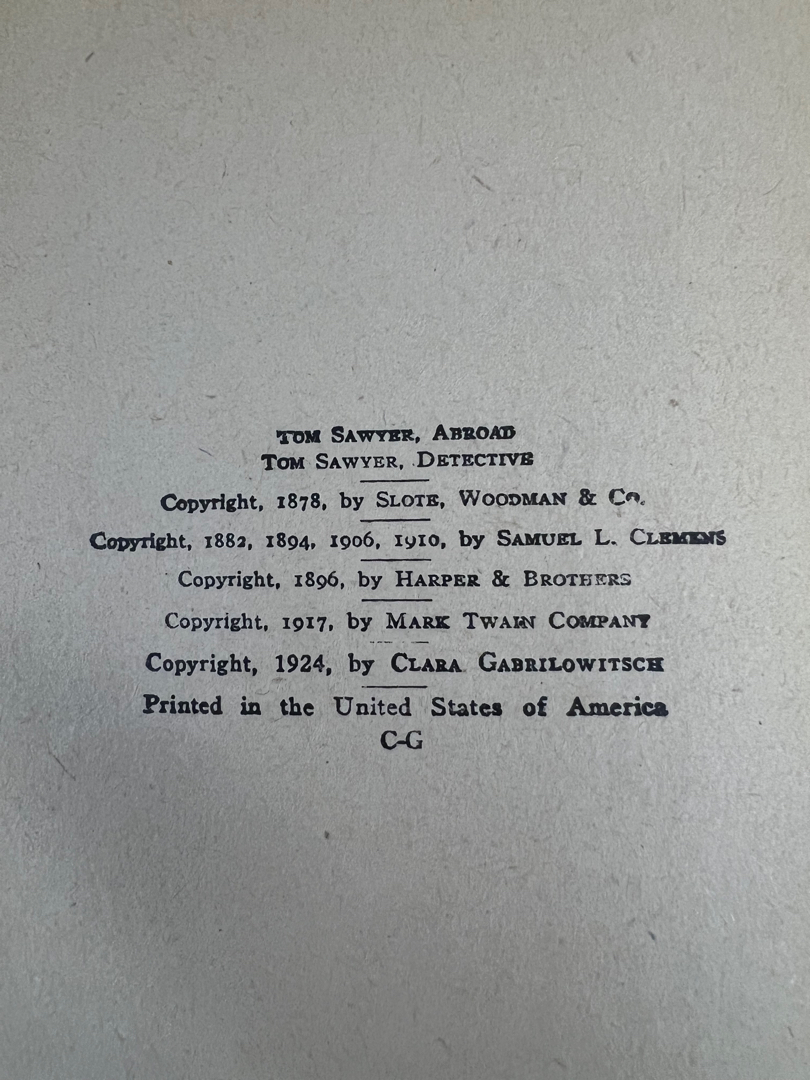 TOM SAWYER, ABROAD
TOM SAWYER, DETECTIVE
Copyright, 1878, by SLOTE, WOODMAN & CO.
Copyright, 1882, 1894, 1906, 1910, by SAMUEL L. CLEMENS
Copyright, 1896, by HARPER & BROTHERS
Copyright, 1917, by MARK TWAIN COMPANY
Copyright, 1924, by CLARA GABRILOWITSCH
Printed in the United States of America
C-G